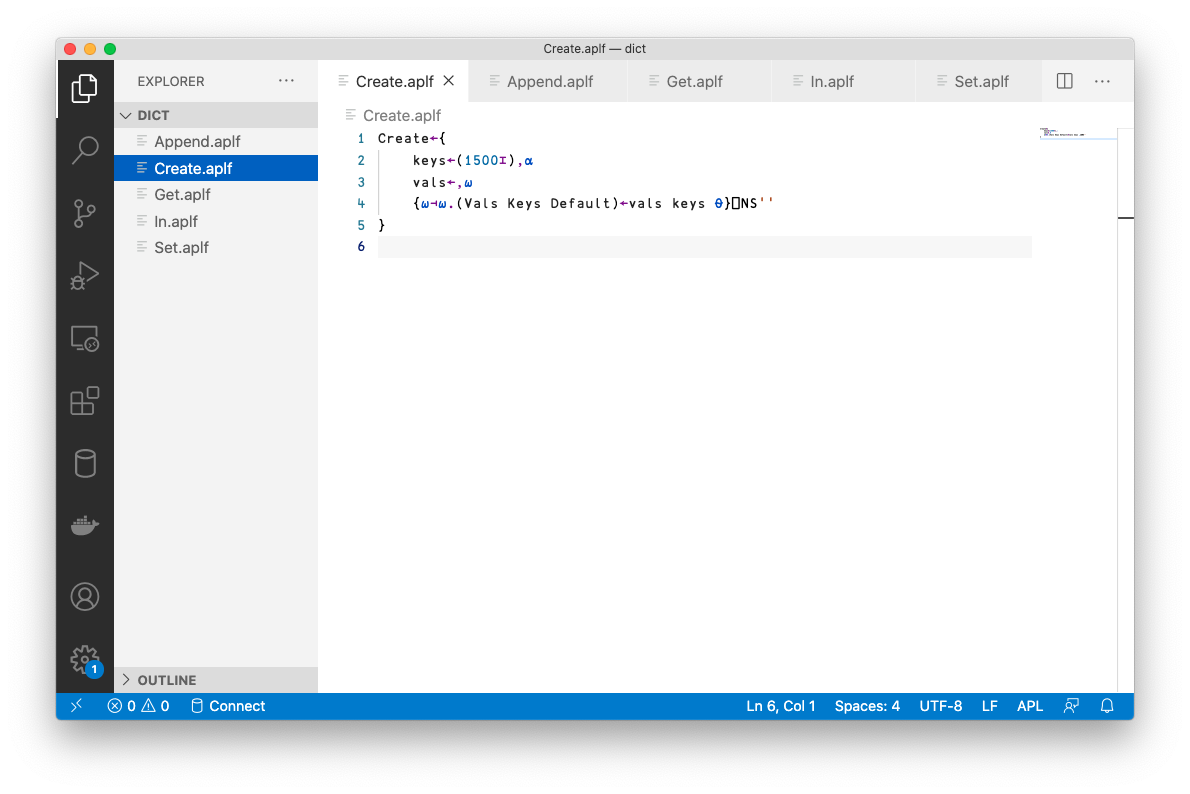 Create.aplf — dict
EXPLORER ···
DICT
Append.aplf
Create.aplf
Get.aplf
In.aplf
Set.aplf
OUTLINE
Create.aplf Append.aplf Get.aplf In.aplf Set.aplf ···
Create.aplf
1 Create←{
2     keys←(1500⌶),⍺
3     vals←,⍵
4     {⍵⊣⍵.(Vals Keys Default)←vals keys ⍬}⎕NS''
5 }
6
1
0 0 Connect Ln 6, Col 1 Spaces: 4 UTF-8 LF APL